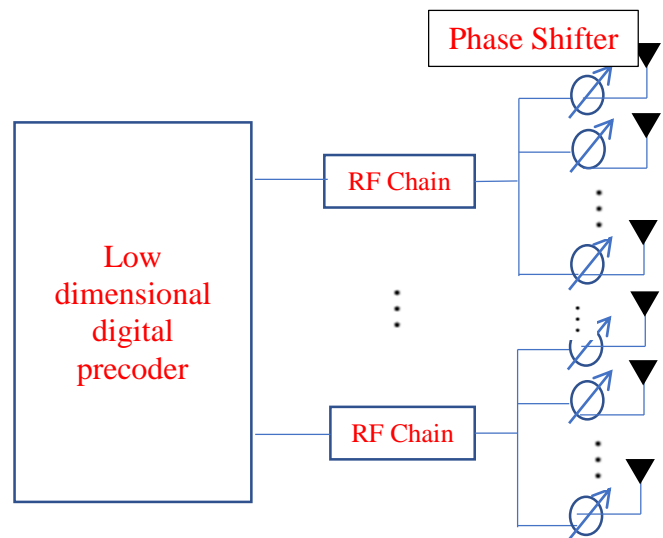 Phase Shifter
RF Chain
Low
dimensional
digital
precoder
RF Chain